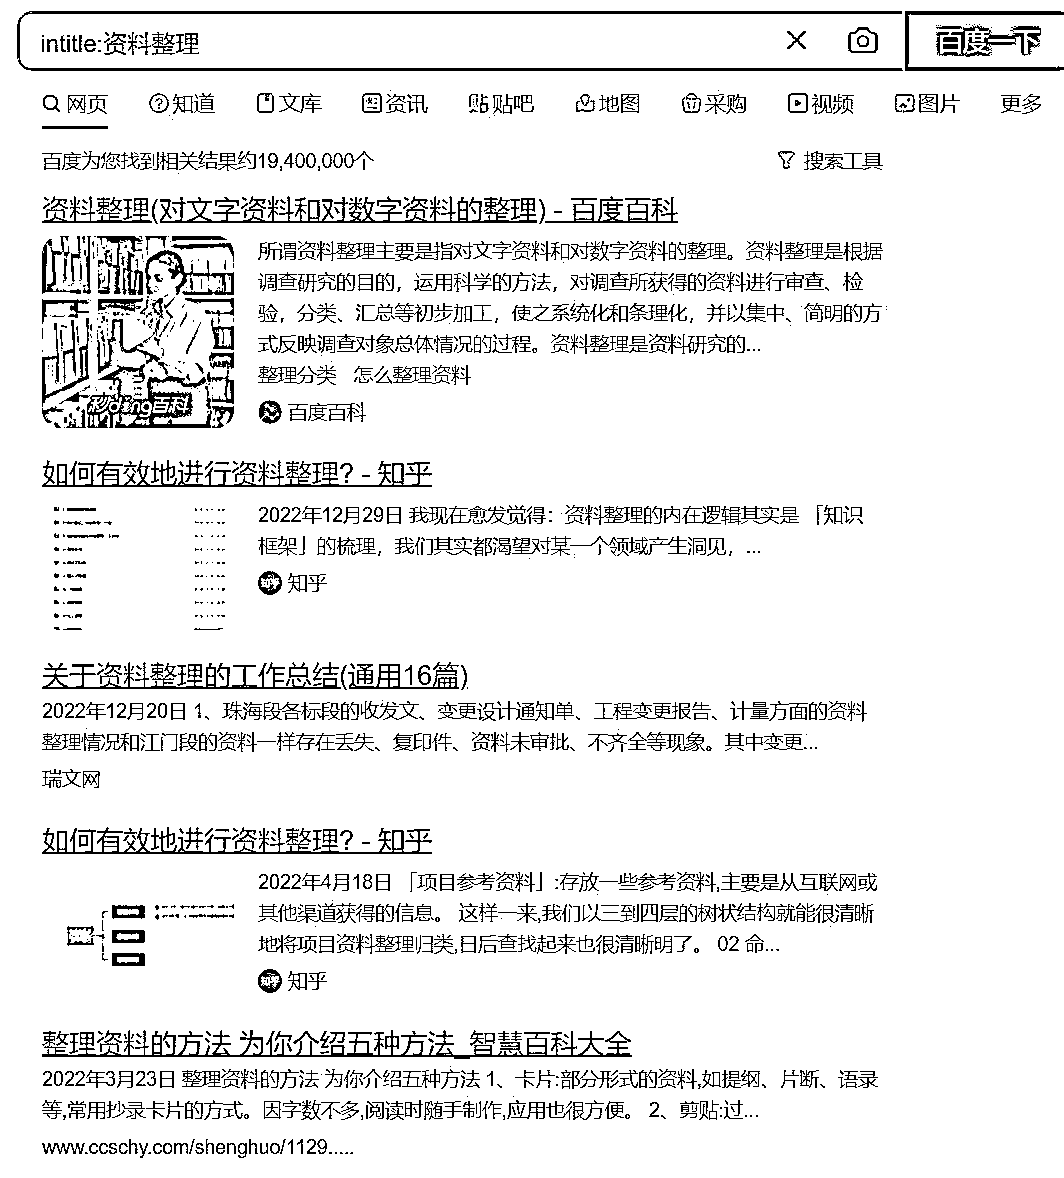 intitle:资料整理
百度一下
网页 知道 文库 资讯 贴吧 地图 采购 视频 图片 更多
百度为您找到相关结果约19,400,000个 搜索工具
资料整理(对文字资料和对数字资料的整理) - 百度百科
所谓资料整理主要是指对文字资料和对数字资料的整理。资料整理是根据
调查研究的目的，运用科学的方法，对调查所获得的资料进行审查、检
验，分类、汇总等初步加工，使之系统化和条理化，并以集中、简明的方
式反映调查对象总体情况的过程。资料整理是资料研究的...
整理分类 怎么整理资料
秒dǒng百科
百度百科
如何有效地进行资料整理? - 知乎
2022年12月29日 我现在愈发觉得：资料整理的内在逻辑其实是 「知识
框架」的梳理，我们其实都渴望对某一个领域产生洞见，...
知乎
关于资料整理的工作总结(通用16篇)
2022年12月20日 1、珠海段各标段的收发文、变更设计通知单、工程变更报告、计量方面的资料
整理情况和江门段的资料一样存在丢失、复印件、资料未审批、不齐全等现象。其中变更...
瑞文网
如何有效地进行资料整理? - 知乎
2022年4月18日 「项目参考资料」:存放一些参考资料,主要是从互联网或
其他渠道获得的信息。 这样一来,我们以三到四层的树状结构就能很清晰
地将项目资料整理归类,日后查找起来也很清晰明了。 02 命...
知乎
整理资料的方法 为你介绍五种方法_智慧百科大全
2022年3月23日 整理资料的方法 为你介绍五种方法 1、卡片:部分形式的资料,如提纲、片断、语录
等,常用抄录卡片的方式。因字数不多,阅读时随手制作,应用也很方便。 2、剪贴:过...
www.ccschy.com/shenghuo/1129.....